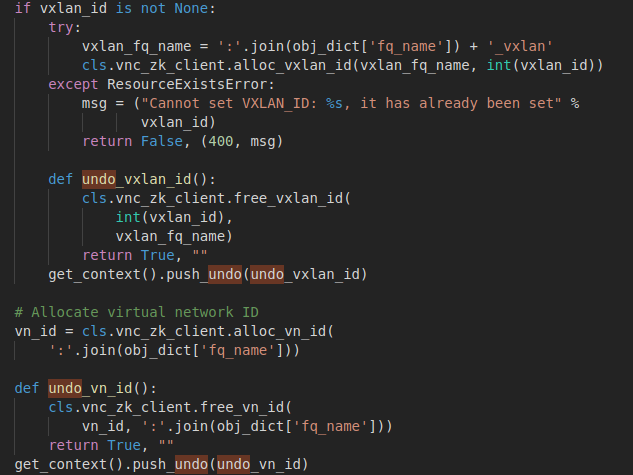 if vxlan_id is not None:
    try:
        vxlan_fq_name = ':'.join(obj_dict['fq_name']) + '_vxlan'
        cls.vnc_zk_client.alloc_vxlan_id(vxlan_fq_name, int(vxlan_id))
    except ResourceExistsError:
        msg = ("Cannot set VXLAN_ID: %s, it has already been set" %
               vxlan_id)
        return False, (400, msg)

    def undo_vxlan_id():
        cls.vnc_zk_client.free_vxlan_id(
            int(vxlan_id),
            vxlan_fq_name)
        return True, ""
    get_context().push_undo(undo_vxlan_id)

# Allocate virtual network ID
vn_id = cls.vnc_zk_client.alloc_vn_id(
    ':'.join(obj_dict['fq_name']))

def undo_vn_id():
    cls.vnc_zk_client.free_vn_id(
        vn_id, ':'.join(obj_dict['fq_name']))
    return True, ""
get_context().push_undo(undo_vn_id)